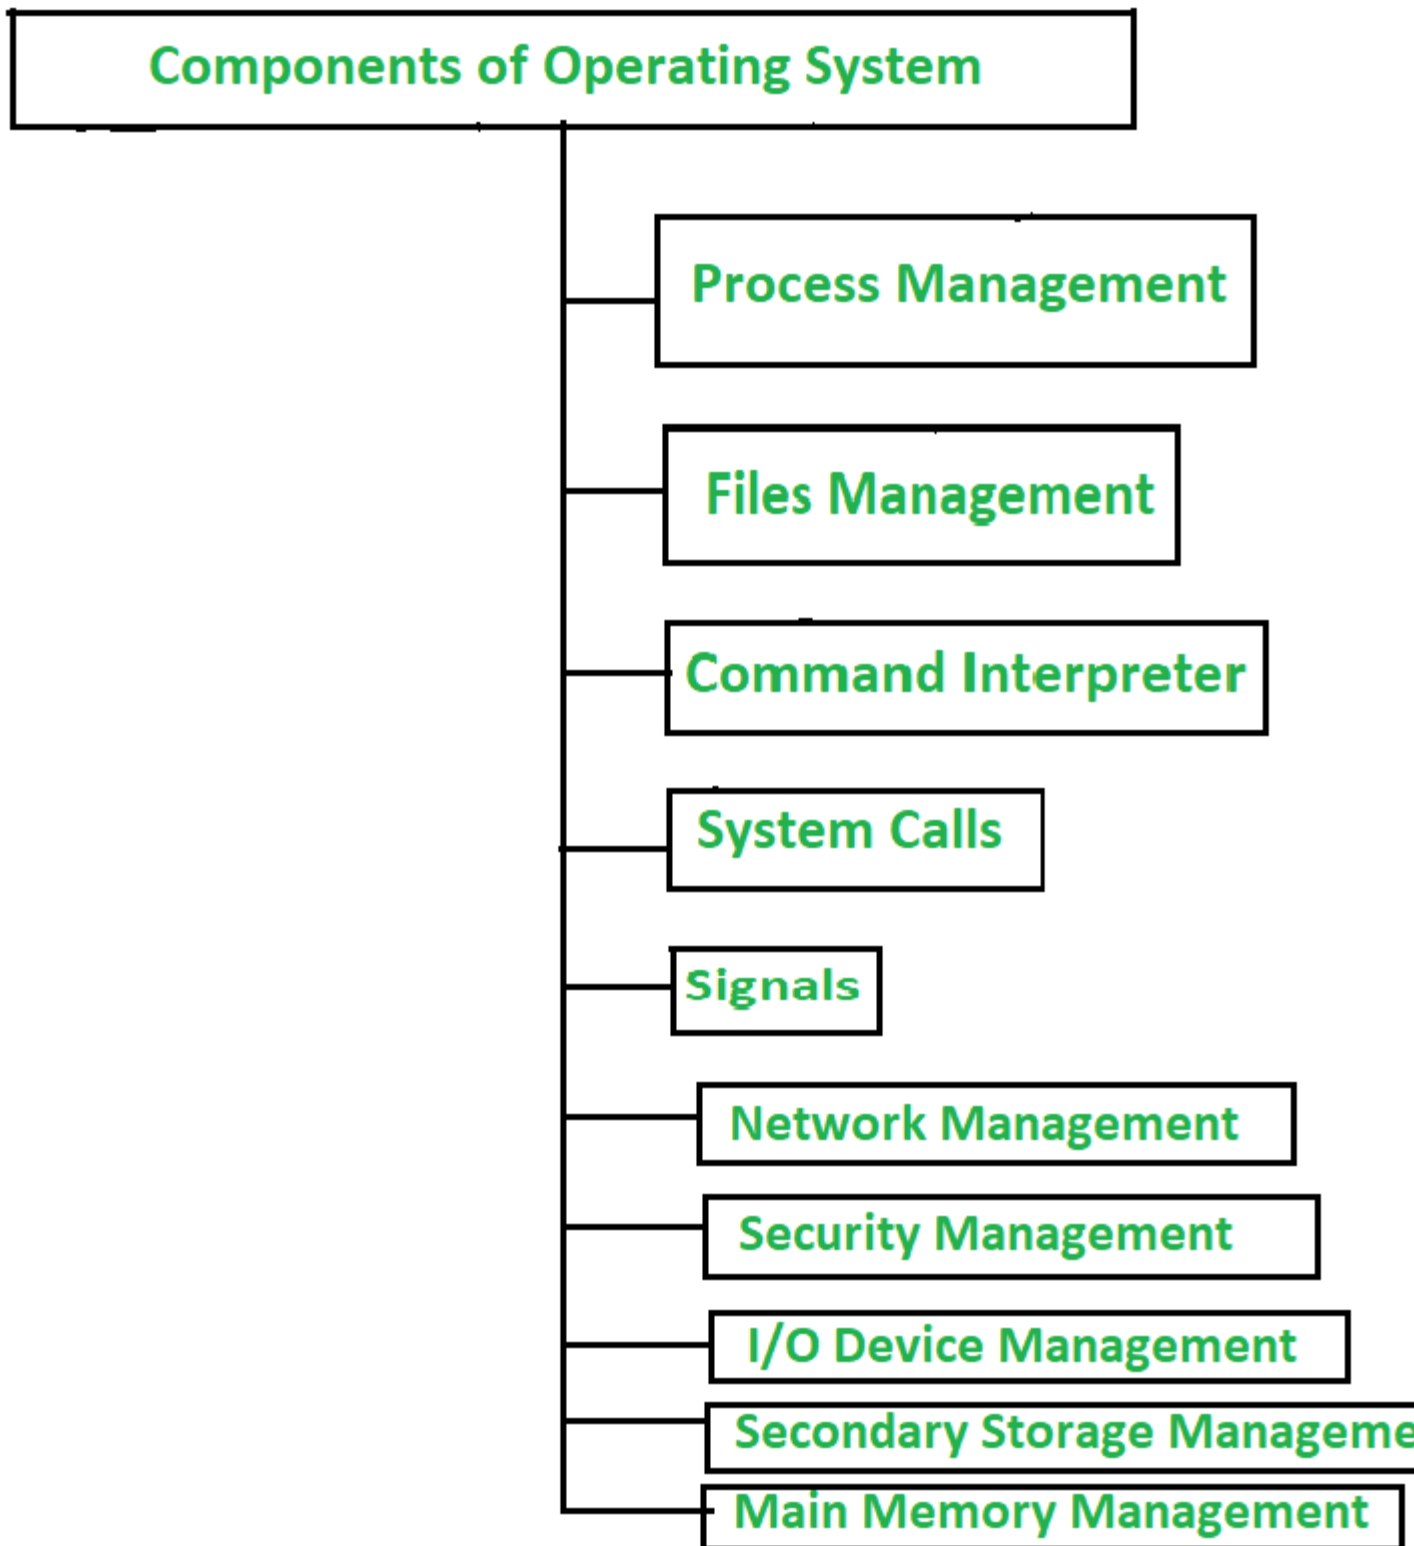 Components of Operating System
Process Management
Files Management
Command Interpreter
System Calls
Signals
Network Management
Security Management
I/O Device Management
Secondary Storage Manageme
Main Memory Management